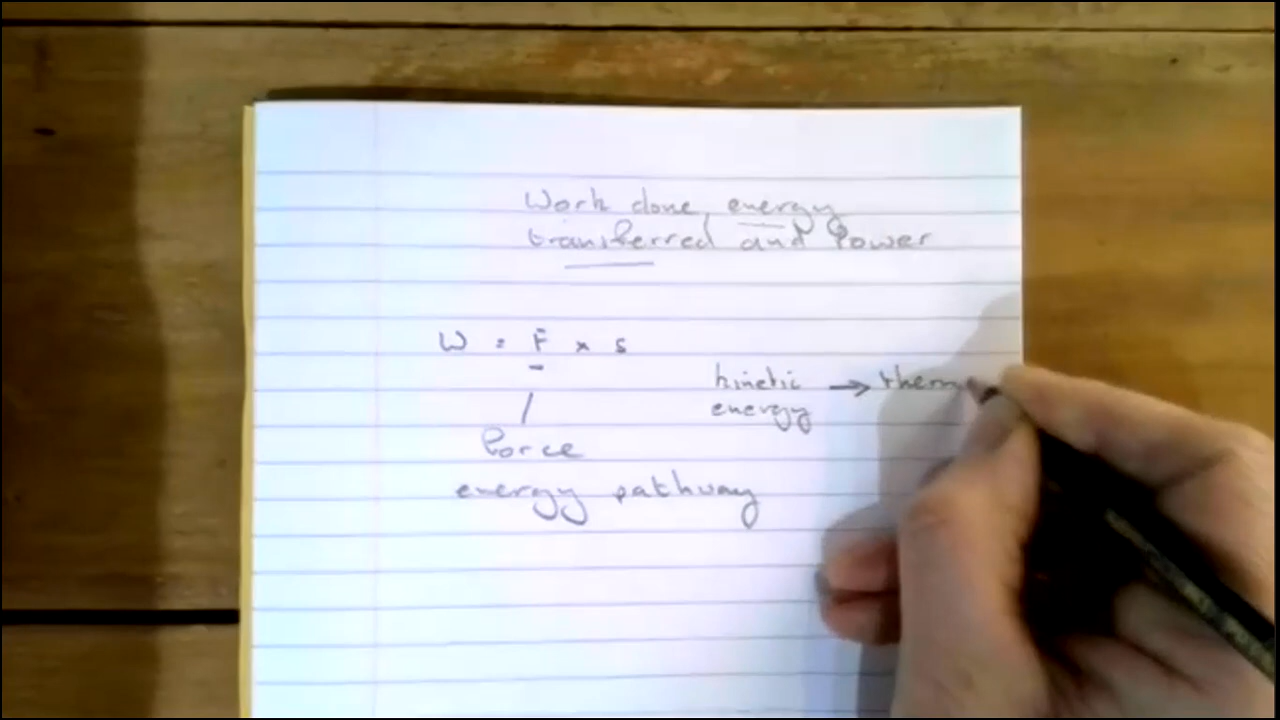 Work done, energy
transferred and Power
W = F × s
kinetic → therm
energy
Force
energy pathway